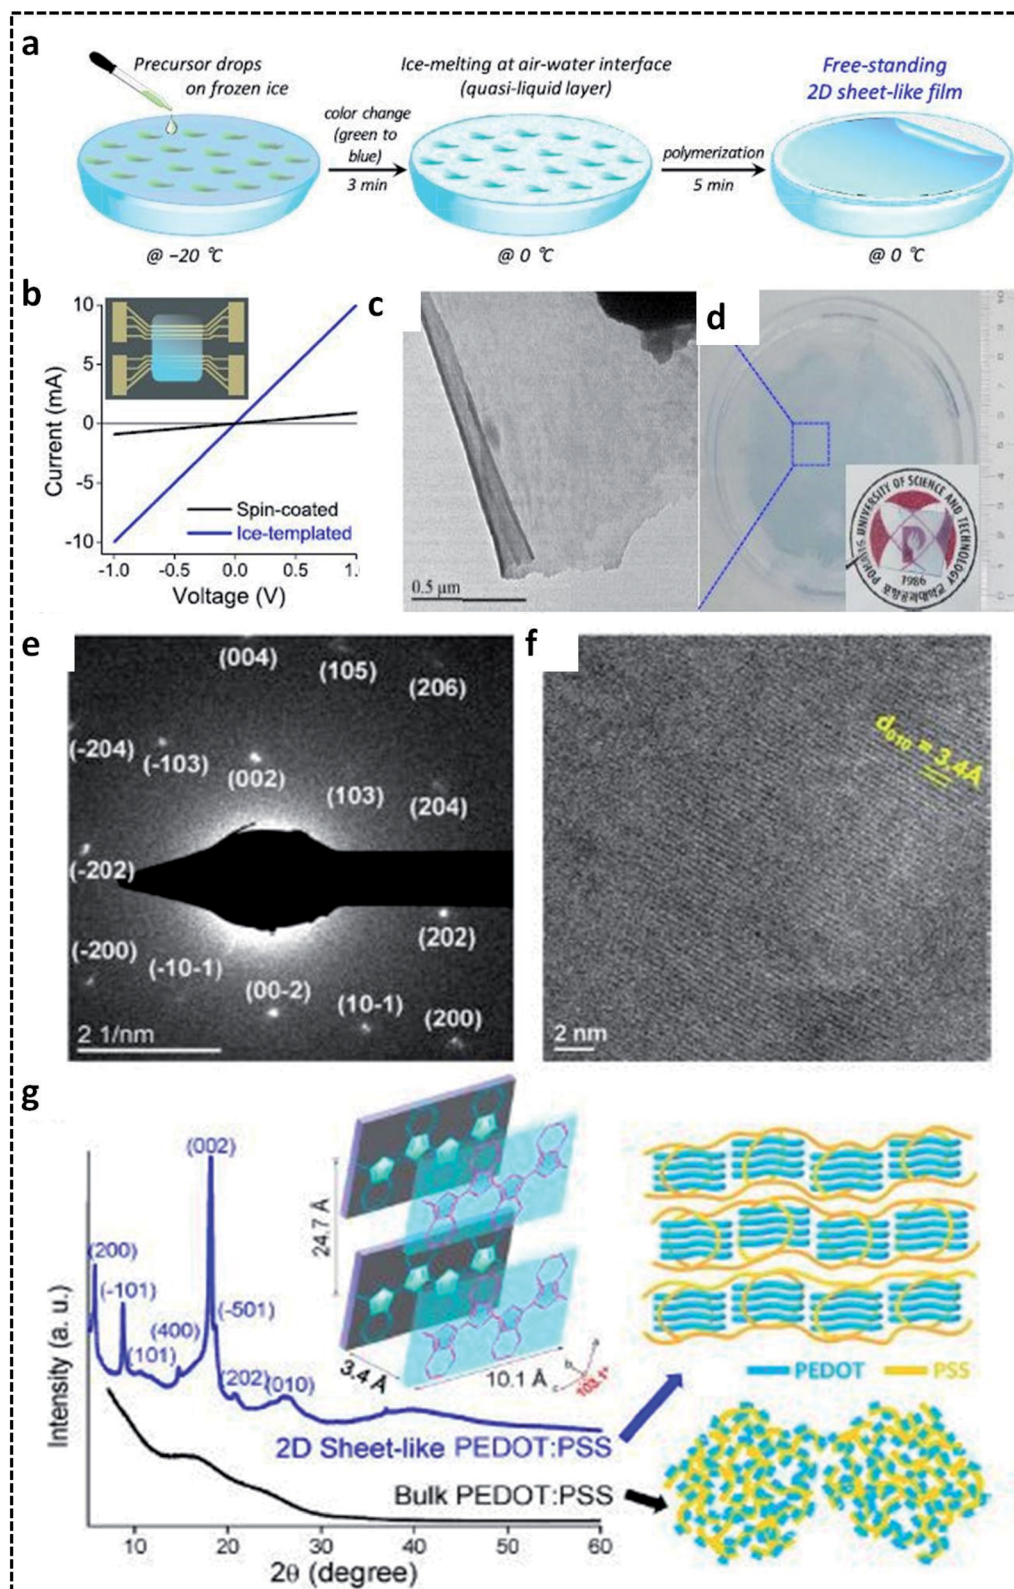 a
Precursor drops
on frozen ice
color change
(green to
blue)
3 min
Ice-melting at air-water interface
(quasi-liquid layer)
polymerization
5 min
Free-standing
2D sheet-like film
@ −20 °C
@ 0 °C
@ 0 °C
b
10
5
0
-5
-10
Current (mA)
Spin-coated
Ice-templated
-1.0
-0.5
0.0
0.5
1.
Voltage (V)
c
0.5 μm
d
POHANG UNIVERSITY OF SCIENCE AND TECHNOLOGY
1986
e
(004)
(105)
(206)
(-204)
(-103)
(002)
(103)
(204)
(-202)
(202)
(-200)
(-10-1)
(00-2)
(10-1)
(200)
2 1/nm
f
d010 = 3.4Å
2 nm
g
Intensity (a. u.)
(200)
(-101)
(101)
(400)
(002)
(-501)
(202)
(010)
24.7 Å
3.4 Å
10.1 Å
a
b
c
103.1°
2D Sheet-like PEDOT:PSS
Bulk PEDOT:PSS
PEDOT
PSS
10
20
30
40
50
60
2θ (degree)